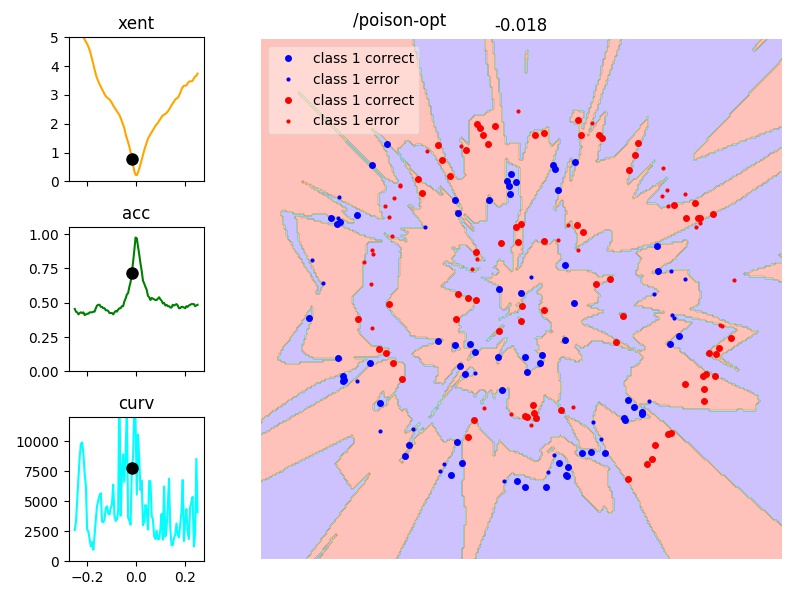 xent
5
4
3
2
1
0
acc
1.00
0.75
0.50
0.25
0.00
curv
10000
7500
5000
2500
0
−0.2 0.0 0.2
/poison-opt
-0.018
class 1 correct
class 1 error
class 1 correct
class 1 error